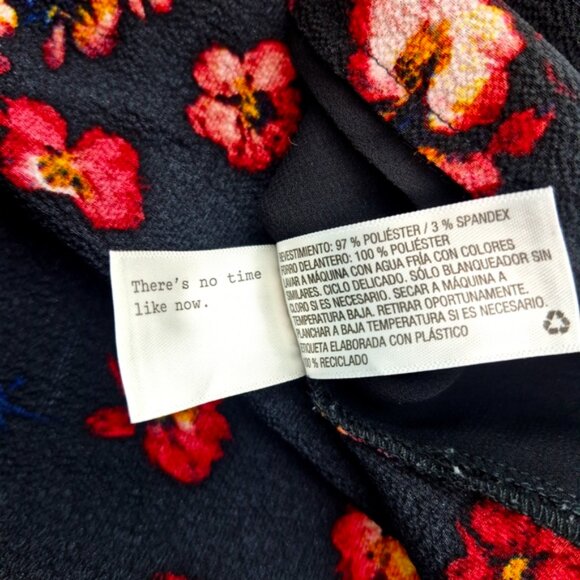 There's no time
like now.
REVESTIMIENTO: 97 % POLIÉSTER / 3 % SPANDEX
FORRO DELANTERO: 100 % POLIÉSTER
LAVAR A MÁQUINA CON AGUA FRÍA CON COLORES
SIMILARES. CICLO DELICADO. SÓLO BLANQUEADOR SIN
CLORO SI ES NECESARIO. SECAR A MÁQUINA A
TEMPERATURA BAJA. RETIRAR OPORTUNAMENTE.
PLANCHAR A BAJA TEMPERATURA SI ES NECESARIO.
ETIQUETA ELABORADA CON PLÁSTICO
100 % RECICLADO